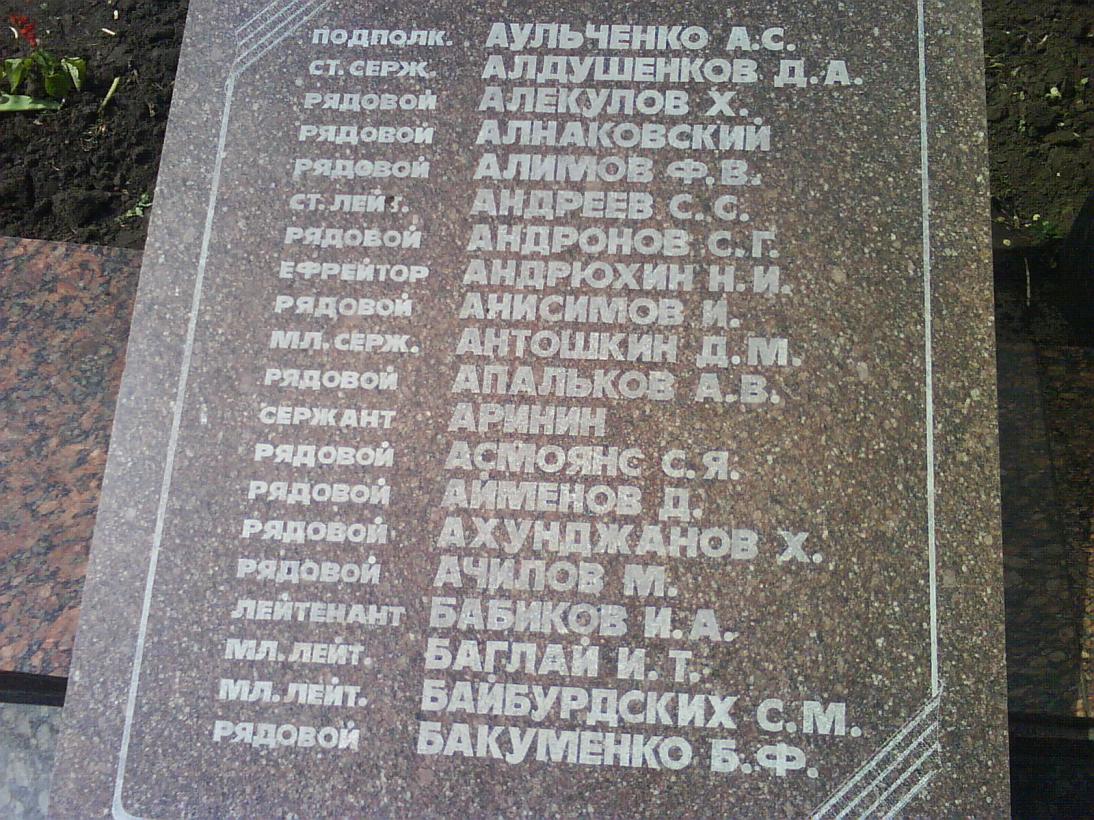 ПОДПОЛК. АУЛЬЧЕНКО А.С.
СТ. СЕРЖ. АЛДУШЕНКОВ Д.А.
РЯДОВОЙ АЛЕКУЛОВ Х.
РЯДОВОЙ АЛНАКОВСКИЙ
РЯДОВОЙ АЛИМОВ Ф.В.
СТ. ЛЕЙТ. АНДРЕЕВ С.С.
РЯДОВОЙ АНДРОНОВ С.Г.
ЕФРЕЙТОР АНДРЮХИН Н.И.
РЯДОВОЙ АНИСИМОВ И.
МЛ. СЕРЖ. АНТОШКИН Д.М.
РЯДОВОЙ АПАЛЬКОВ А.В.
СЕРЖАНТ АРИНИН
РЯДОВОЙ АСМОЯНС С.Я.
РЯДОВОЙ АЙМЕНОВ Д.
РЯДОВОЙ АХУНДЖАНОВ Х.
РЯДОВОЙ АЧИЛОВ М.
ЛЕЙТЕНАНТ БАБИКОВ И.А.
МЛ. ЛЕЙТ. БАГЛАЙ И.Т.
МЛ. ЛЕЙТ. БАЙБУРДСКИХ С.М.
РЯДОВОЙ БАКУМЕНКО Б.Ф.